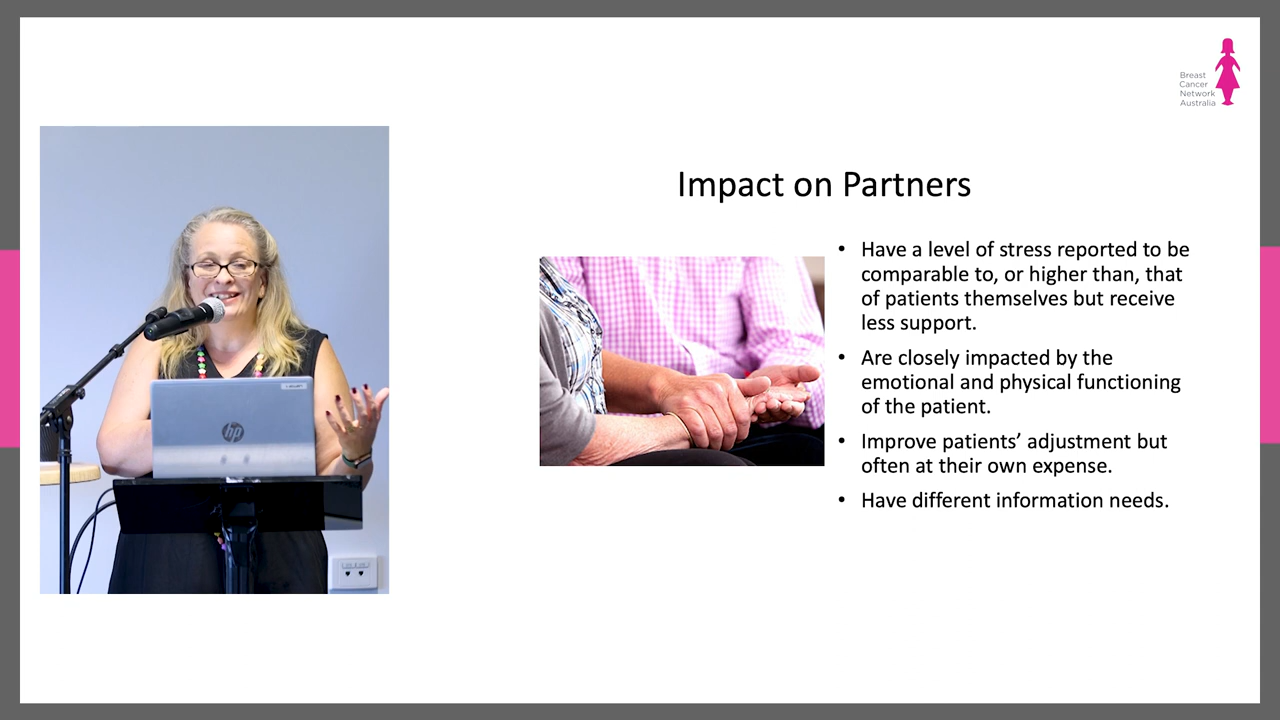 Breast
Cancer
Network
Australia
Impact on Partners
• Have a level of stress reported to be
comparable to, or higher than, that
of patients themselves but receive
less support.
• Are closely impacted by the
emotional and physical functioning
of the patient.
• Improve patients’ adjustment but
often at their own expense.
• Have different information needs.
hp